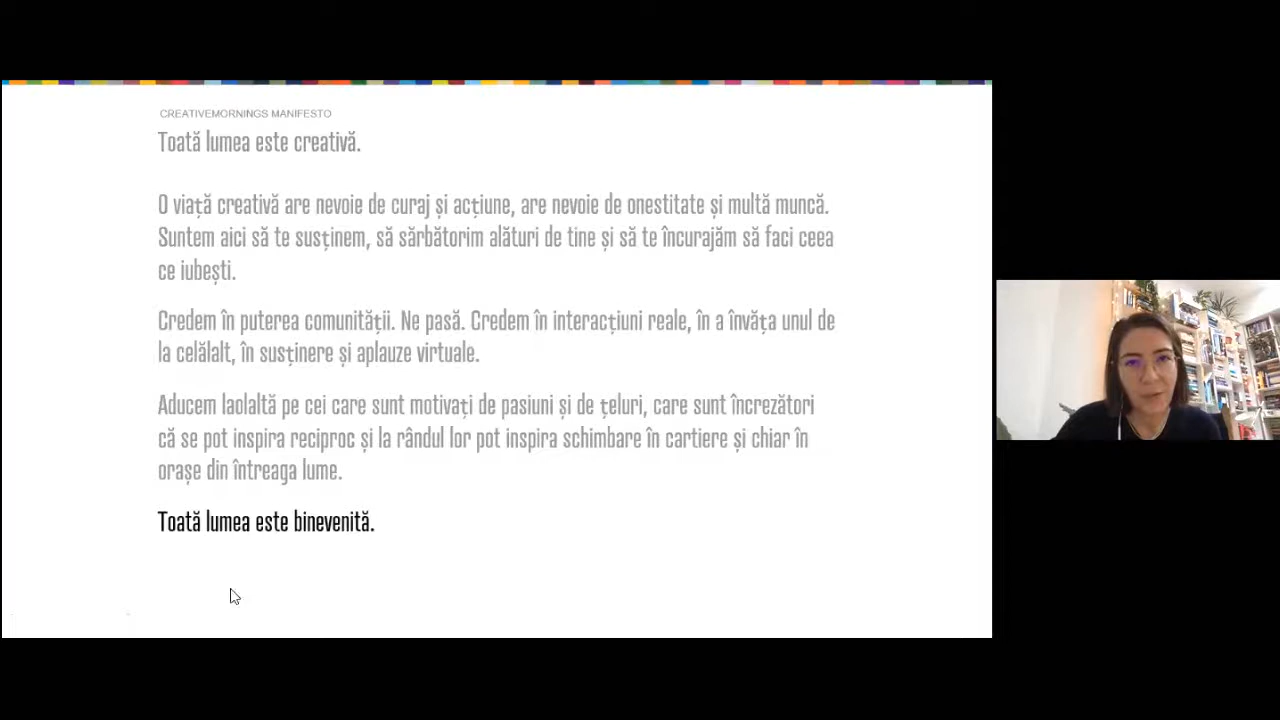 CREATIVEMORNINGS MANIFESTO
Toată lumea este creativă.
O viață creativă are nevoie de curaj și acțiune, are nevoie de onestitate și multă muncă.
Suntem aici să te susținem, să sărbătorim alături de tine și să te încurajăm să faci ceea
ce iubești.
Credem în puterea comunității. Ne pasă. Credem în interacțiuni reale, în a învăța unul de
la celălalt, în susținere și aplauze virtuale.
Aducem laolaltă pe cei care sunt motivați de pasiuni și de țeluri, care sunt încrezători
că se pot inspira reciproc și la rândul lor pot inspira schimbare în cartiere și chiar în
orașe din întreaga lume.
Toată lumea este binevenită.